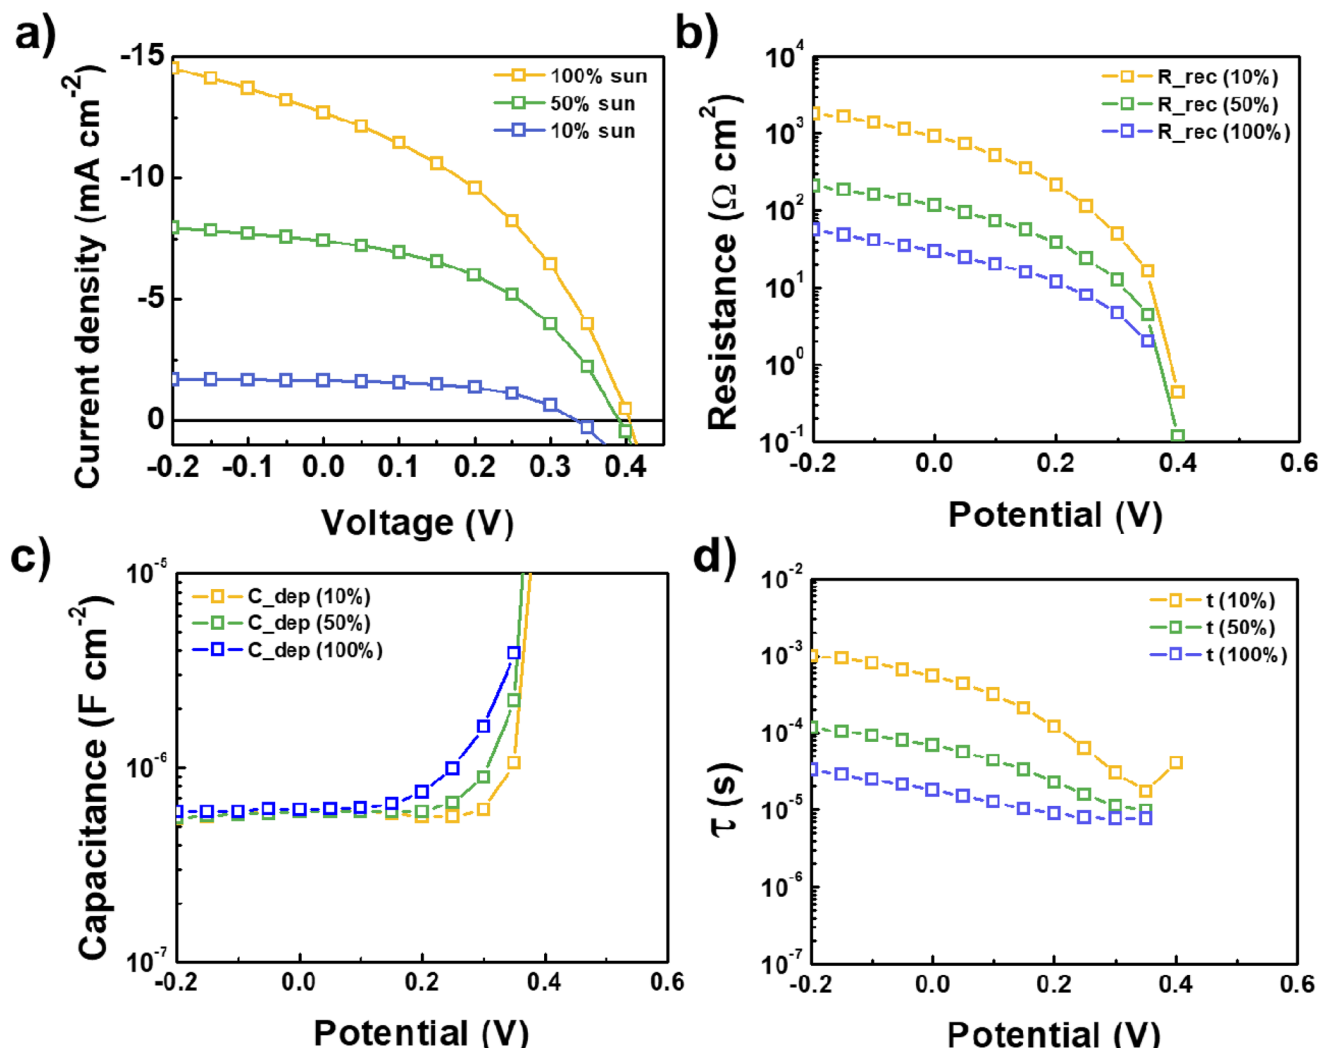 a)
-15
-10
-5
0
-0.2 -0.1 0.0 0.1 0.2 0.3 0.4
Current density (mA cm⁻²)
Voltage (V)
100% sun
50% sun
10% sun
b)
10⁴
10³
10²
10¹
10⁰
10⁻¹
-0.2 0.0 0.2 0.4 0.6
Resistance (Ω cm²)
Potential (V)
R_rec (10%)
R_rec (50%)
R_rec (100%)
c)
10⁻⁵
10⁻⁶
10⁻⁷
-0.2 0.0 0.2 0.4 0.6
Capacitance (F cm⁻²)
Potential (V)
C_dep (10%)
C_dep (50%)
C_dep (100%)
d)
10⁻²
10⁻³
10⁻⁴
10⁻⁵
10⁻⁶
10⁻⁷
-0.2 0.0 0.2 0.4 0.6
τ (s)
Potential (V)
t (10%)
t (50%)
t (100%)